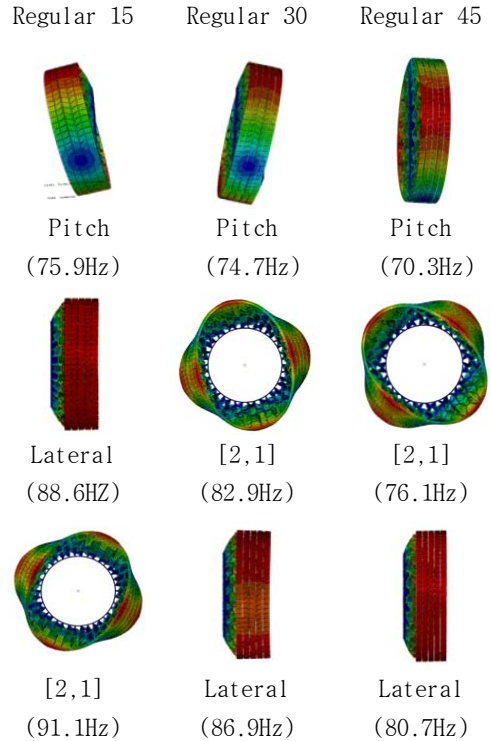 Regular 15 Regular 30 Regular 45
Pitch Pitch Pitch
(75.9Hz) (74.7Hz) (70.3Hz)
Lateral [2,1] [2,1]
(88.6HZ) (82.9Hz) (76.1Hz)
[2,1] Lateral Lateral
(91.1Hz) (86.9Hz) (80.7Hz)